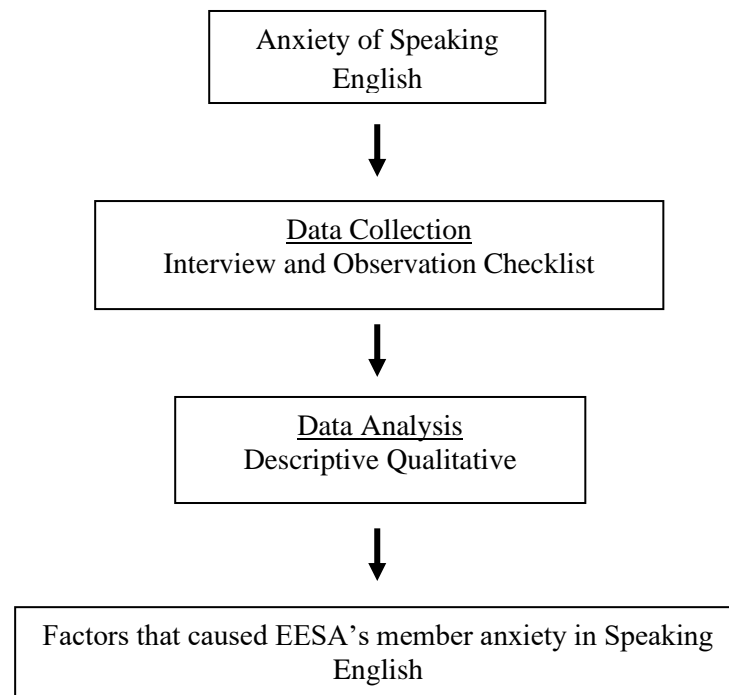 Anxiety of Speaking
English
Data Collection
Interview and Observation Checklist
Data Analysis
Descriptive Qualitative
Factors that caused EESA’s member anxiety in Speaking
English